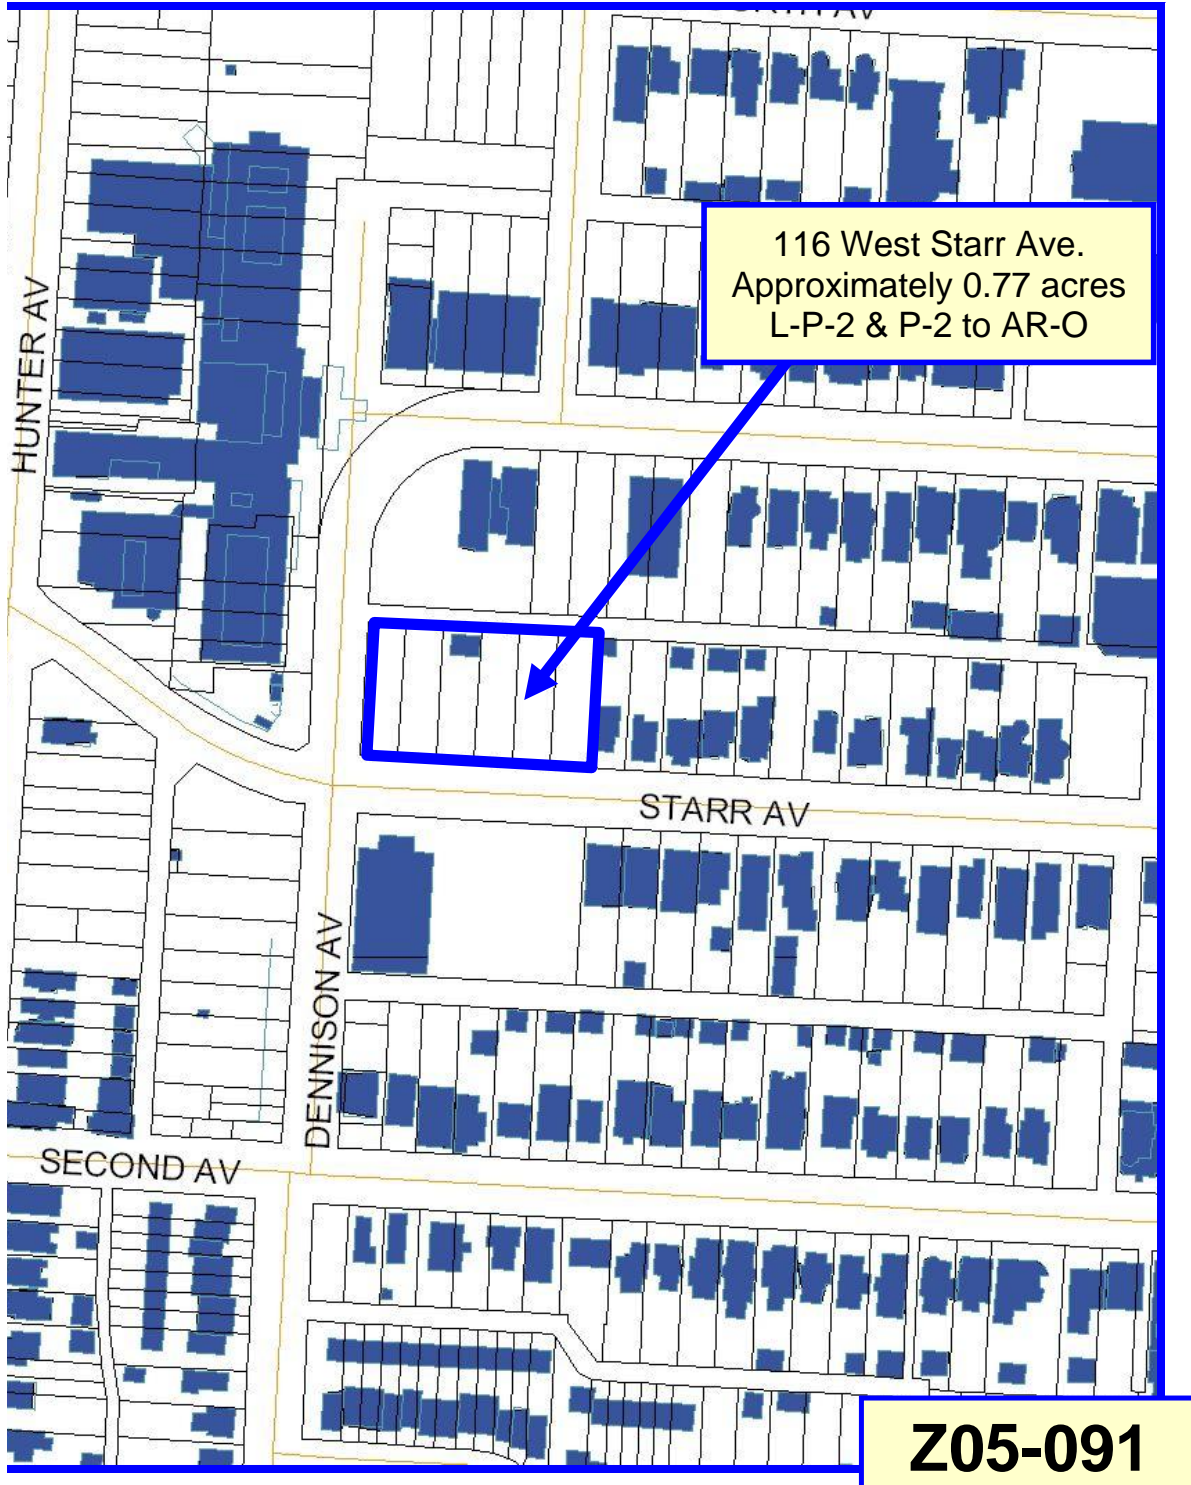 116 West Starr Ave.
Approximately 0.77 acres
L-P-2 & P-2 to AR-O
HUNTER AV
STARR AV
DENNISON AV
SECOND AV
Z05-091